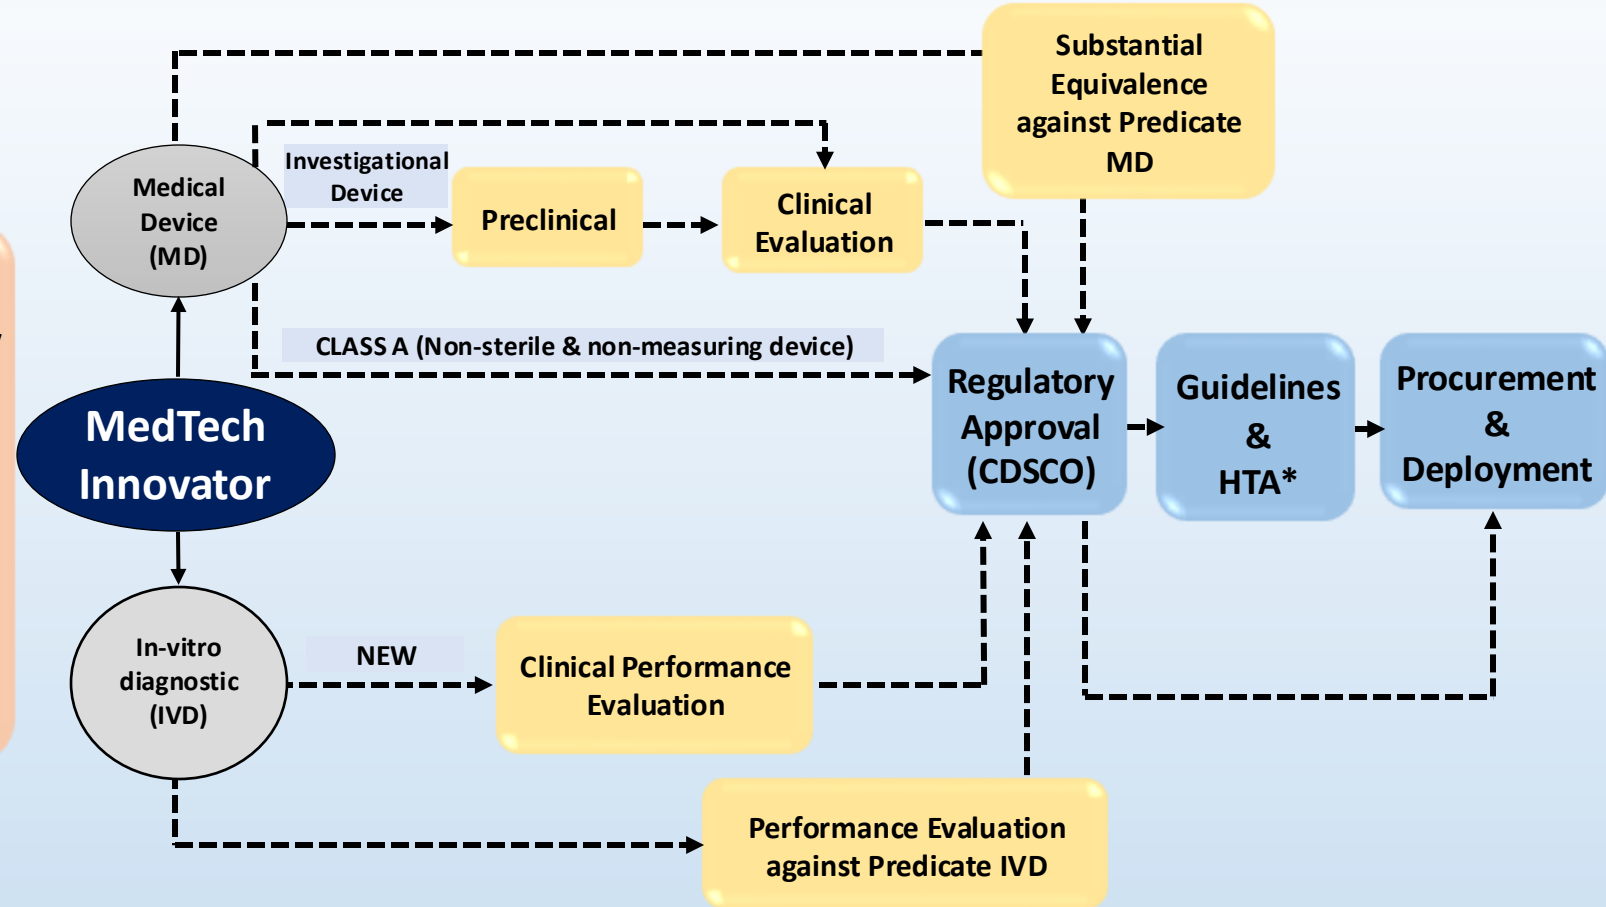 Substantial
Equivalence
against Predicate
MD
Medical
Device
(MD)
Investigational
Device
Preclinical
Clinical
Evaluation
CLASS A (Non-sterile & non-measuring device)
MedTech
Innovator
Regulatory
Approval
(CDSCO)
Guidelines
&
HTA*
Procurement
&
Deployment
In-vitro
diagnostic
(IVD)
NEW
Clinical Performance
Evaluation
Performance Evaluation
against Predicate IVD